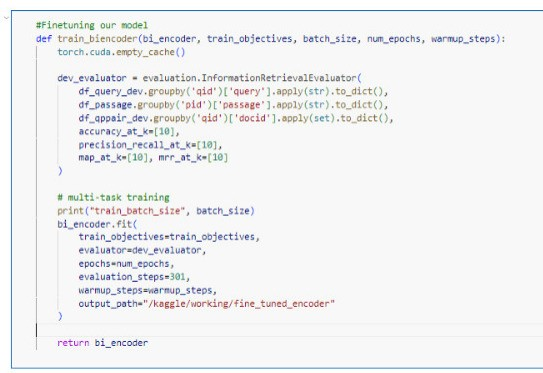 #Finetuning our model
def train_biencoder(bi_encoder, train_objectives, batch_size, num_epochs, warmup_steps):
    torch.cuda.empty_cache()

    dev_evaluator = evaluation.InformationRetrievalEvaluator(
        df_query_dev.groupby('qid')['query'].apply(str).to_dict(),
        df_passage.groupby('pid')['passage'].apply(str).to_dict(),
        df_qppair_dev.groupby('qid')['docid'].apply(set).to_dict(),
        accuracy_at_k=[10],
        precision_recall_at_k=[10],
        map_at_k=[10], mrr_at_k=[10]
    )

    # multi-task training
    print("train_batch_size", batch_size)
    bi_encoder.fit(
        train_objectives=train_objectives,
        evaluator=dev_evaluator,
        epochs=num_epochs,
        evaluation_steps=301,
        warmup_steps=warmup_steps,
        output_path="/kaggle/working/fine_tuned_encoder"
    )

    return bi_encoder